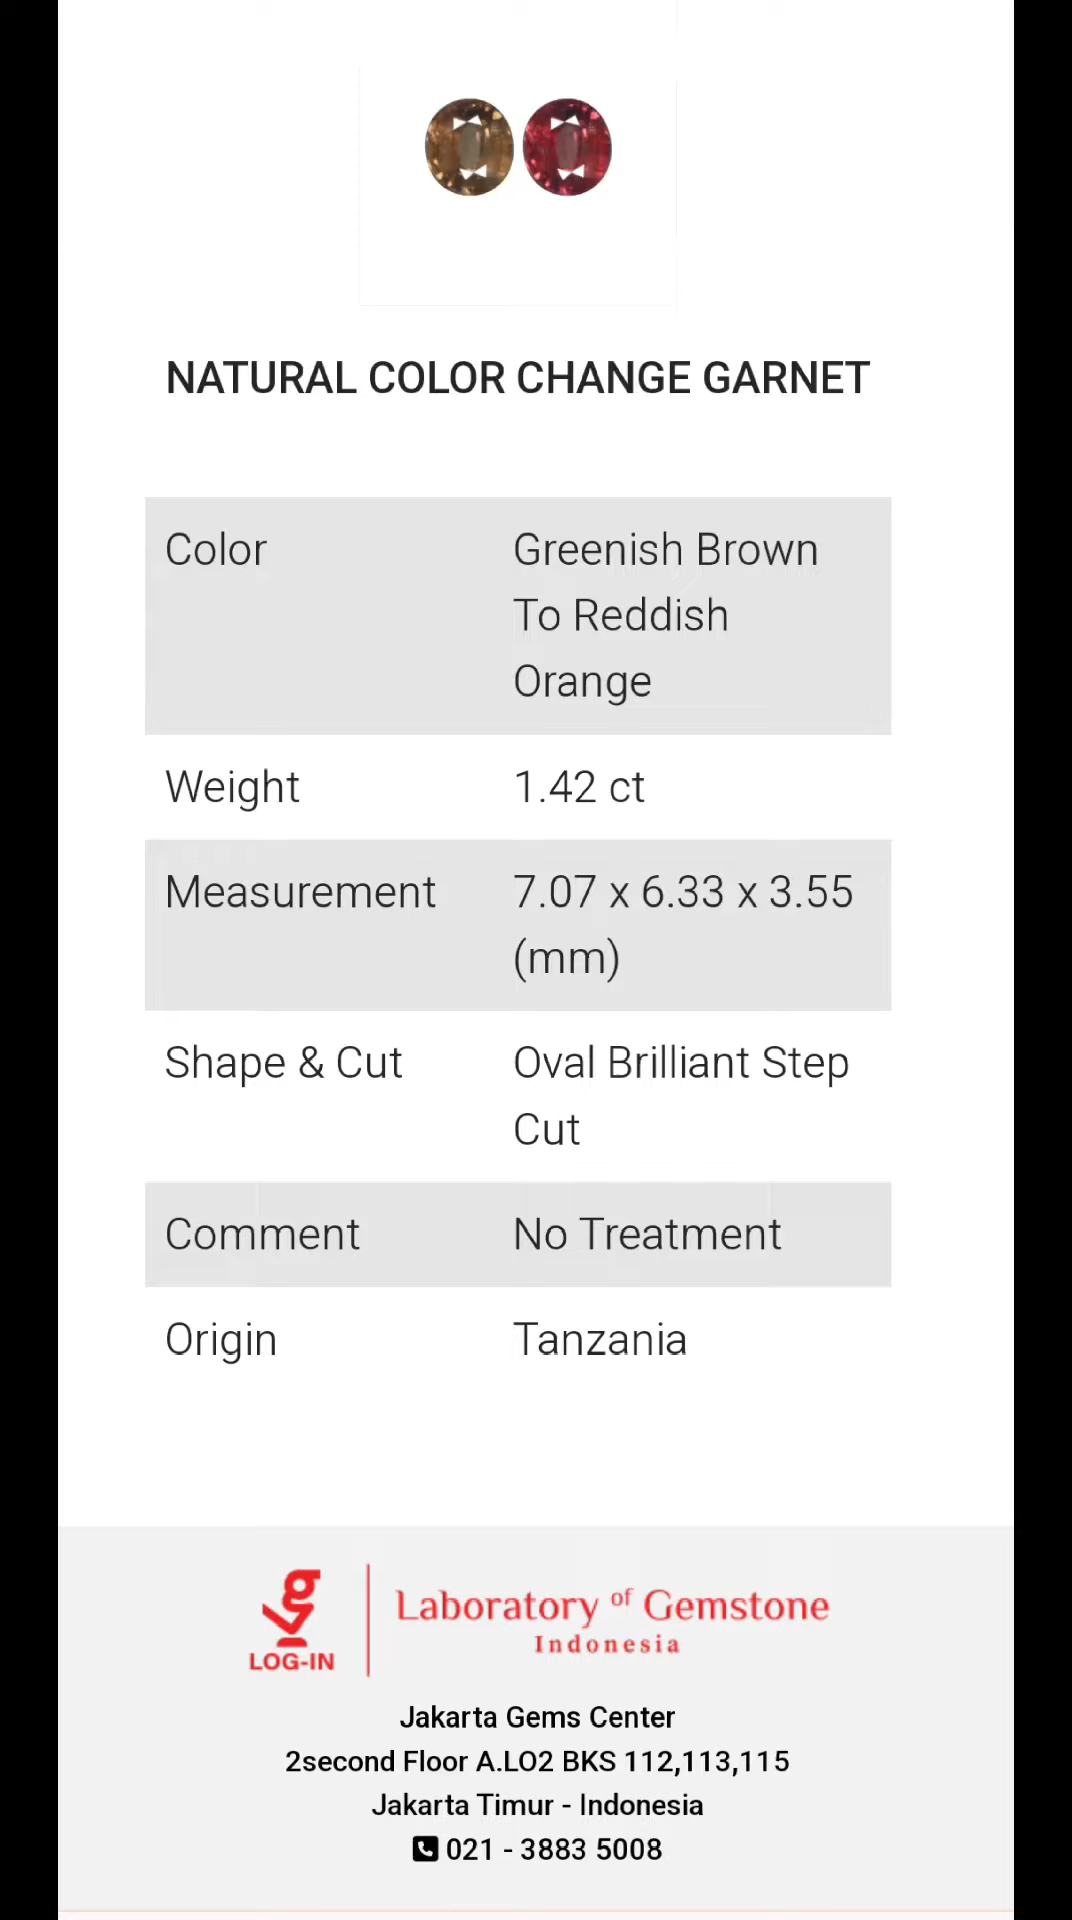 NATURAL COLOR CHANGE GARNET
Color Greenish Brown
To Reddish
Orange
Weight 1.42 ct
Measurement 7.07 x 6.33 x 3.55
(mm)
Shape & Cut Oval Brilliant Step
Cut
Comment No Treatment
Origin Tanzania
LOG-IN
Laboratory of Gemstone
Indonesia
Jakarta Gems Center
2second Floor A.LO2 BKS 112,113,115
Jakarta Timur - Indonesia
021 - 3883 5008